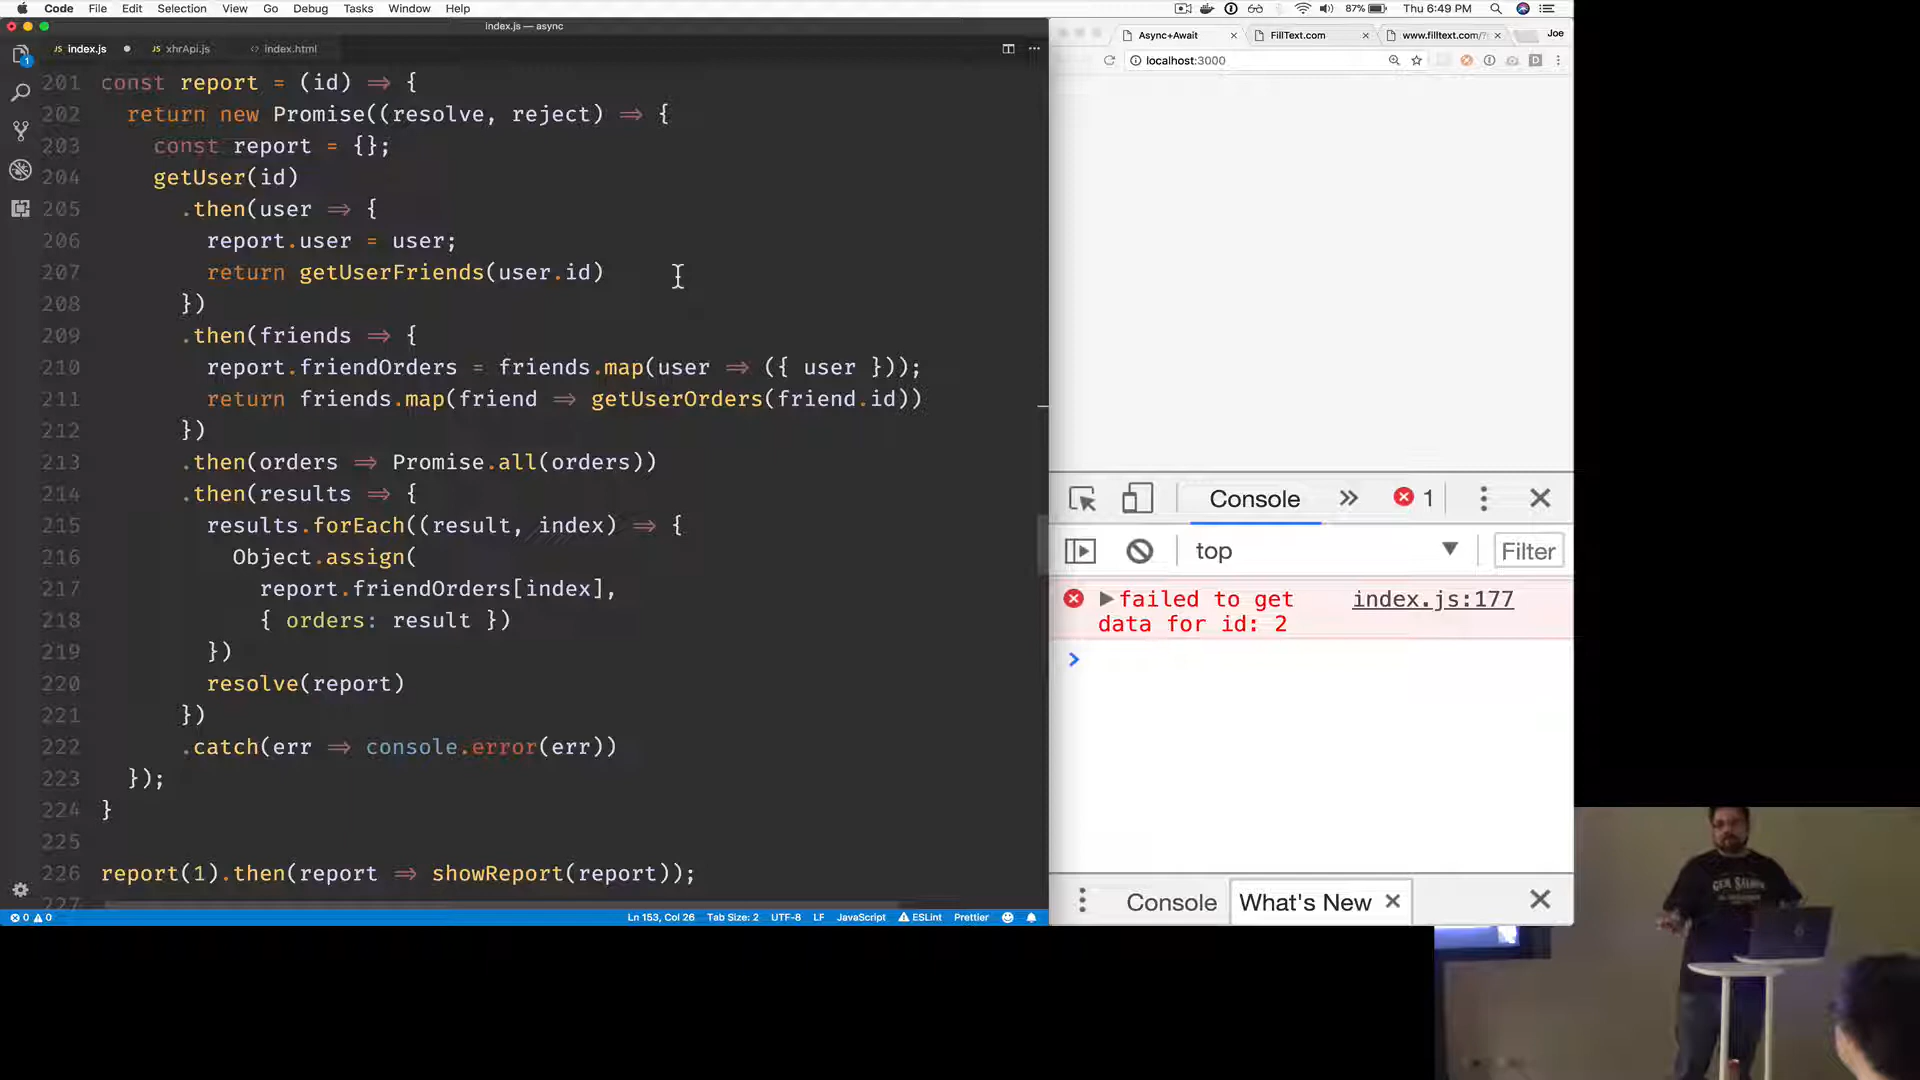 Code File Edit Selection View Go Debug Tasks Window Help
87% Thu 6:49 PM
index.js — async
JS index.js JS xhrApi.js <> index.html
1
201 const report = (id) ⇒ {
202 return new Promise((resolve, reject) ⇒ {
203 const report = {};
204 getUser(id)
205 .then(user ⇒ {
206 report.user = user;
207 return getUserFriends(user.id)
208 })
209 .then(friends ⇒ {
210 report.friendOrders = friends.map(user ⇒ ({ user }));
211 return friends.map(friend ⇒ getUserOrders(friend.id))
212 })
213 .then(orders ⇒ Promise.all(orders))
214 .then(results ⇒ {
215 results.forEach((result, index) ⇒ {
216 Object.assign(
217 report.friendOrders[index],
218 { orders: result })
219 })
220 resolve(report)
221 })
222 .catch(err ⇒ console.error(err))
223 });
224 }
225
226 report(1).then(report ⇒ showReport(report));
227
0 0 Ln 153, Col 26 Tab Size: 2 UTF-8 LF JavaScript ESLint Prettier
Async+Await × FillText.com × www.filltext.com/? × Joe
localhost:3000
Console » 1
top Filter
failed to get index.js:177
data for id: 2
>
Console What's New ×